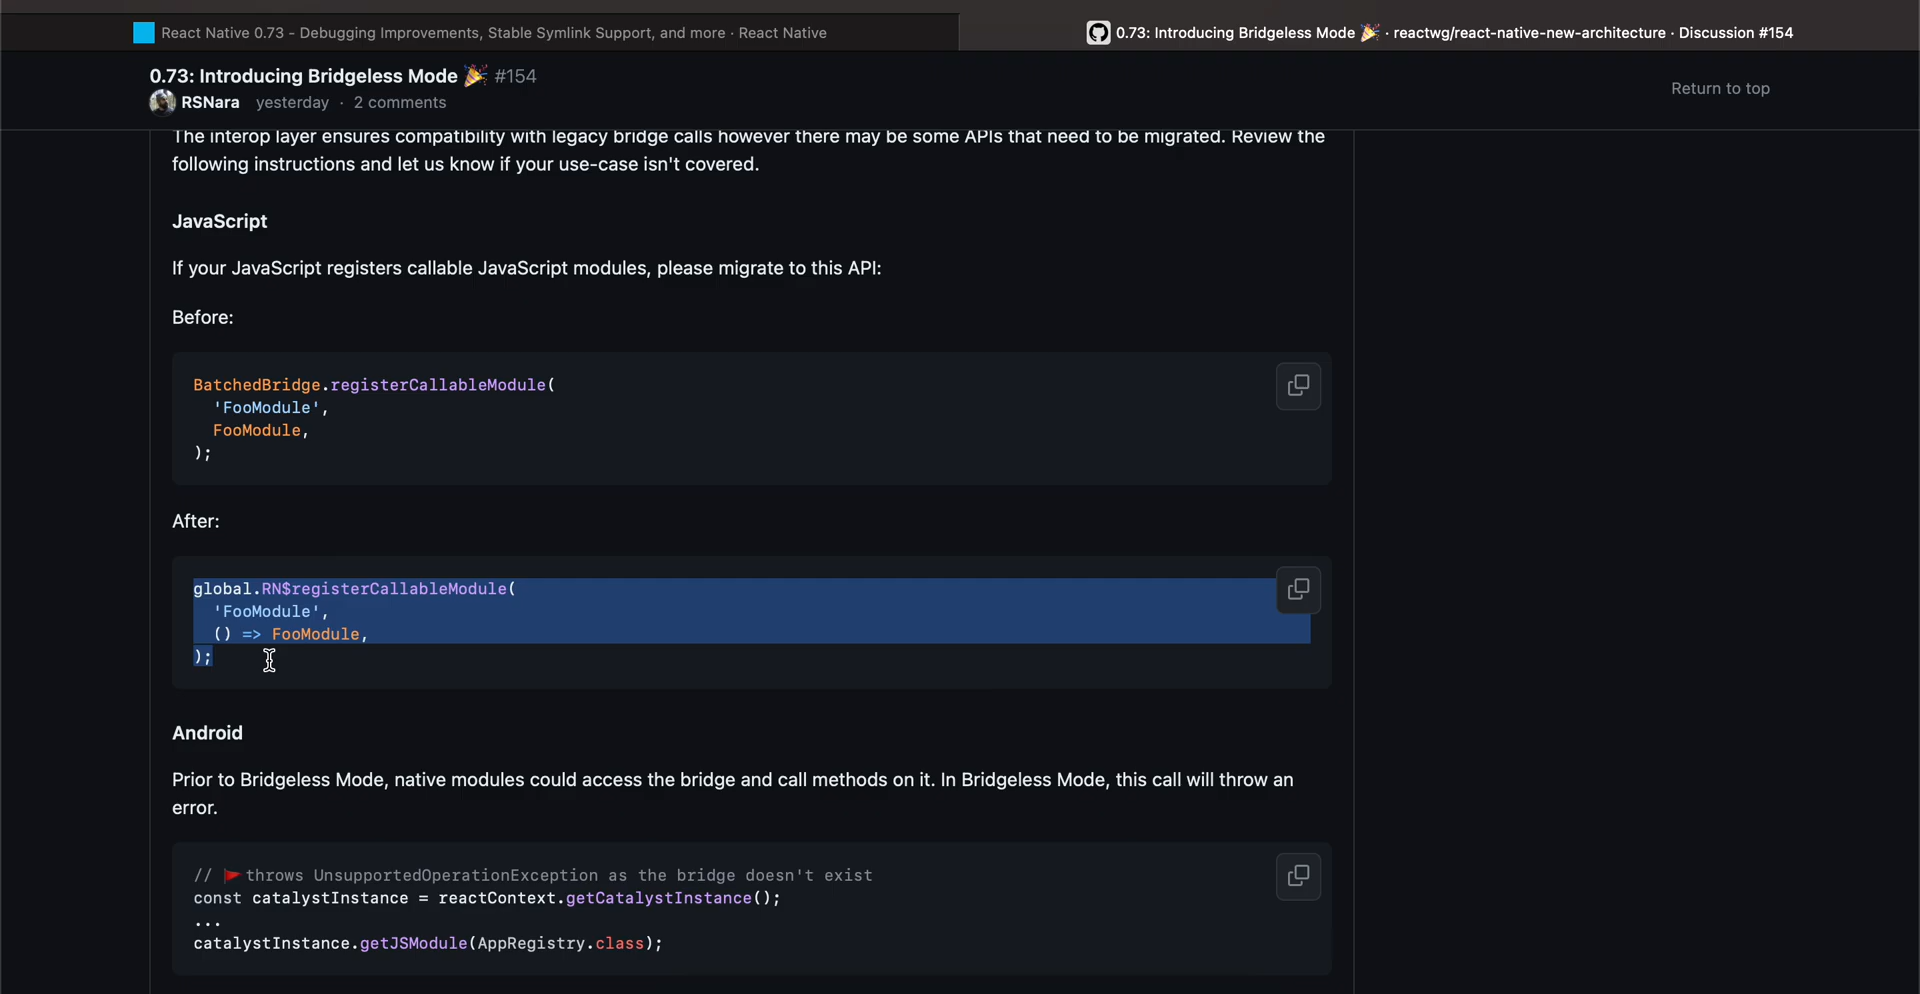 React Native 0.73 - Debugging Improvements, Stable Symlink Support, and more · React Native
0.73: Introducing Bridgeless Mode 🎉 · reactwg/react-native-new-architecture · Discussion #154
0.73: Introducing Bridgeless Mode 🎉 #154
RSNara yesterday · 2 comments
Return to top
The interop layer ensures compatibility with legacy bridge calls however there may be some APIs that need to be migrated. Review the
following instructions and let us know if your use-case isn't covered.
JavaScript
If your JavaScript registers callable JavaScript modules, please migrate to this API:
Before:
BatchedBridge.registerCallableModule(
  'FooModule',
  FooModule,
);
After:
global.RN$registerCallableModule(
  'FooModule',
  () => FooModule,
);
Android
Prior to Bridgeless Mode, native modules could access the bridge and call methods on it. In Bridgeless Mode, this call will throw an
error.
// 🚩throws UnsupportedOperationException as the bridge doesn't exist
const catalystInstance = reactContext.getCatalystInstance();
...
catalystInstance.getJSModule(AppRegistry.class);